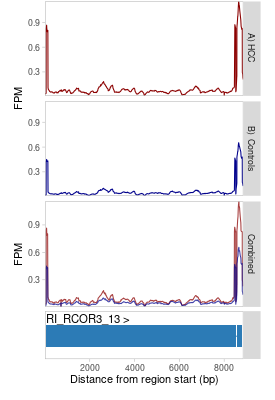 0.9
0.6
0.3
A) HCC
FPM
0.9
0.6
0.3
B) Controls
0.9
0.6
0.3
Combined
FPM
RI_RCOR3_13 >
2000
4000
6000
8000
Distance from region start (bp)